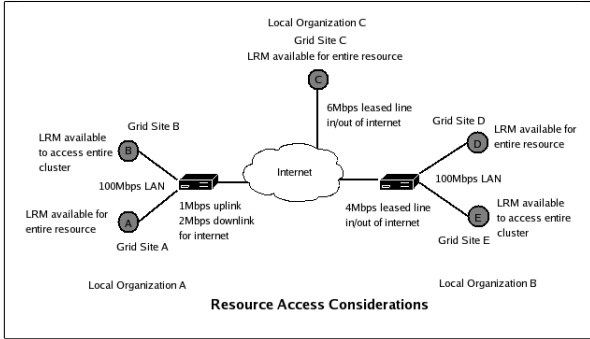 Local Organization C
Grid Site C
LRM available for entire resource
C
6Mbps leased line
in/out of internet
Grid Site B
LRM available
to access entire
cluster
B
100Mbps LAN
LRM available for
entire resource
A
Grid Site A
1Mbps uplink
2Mbps downlink
for internet
Local Organization A
Internet
4Mbps leased line
in/out of internet
Grid Site D
D
LRM available for
entire resource
100Mbps LAN
E
LRM available
to access entire
cluster
Grid Site E
Local Organization B
Resource Access Considerations